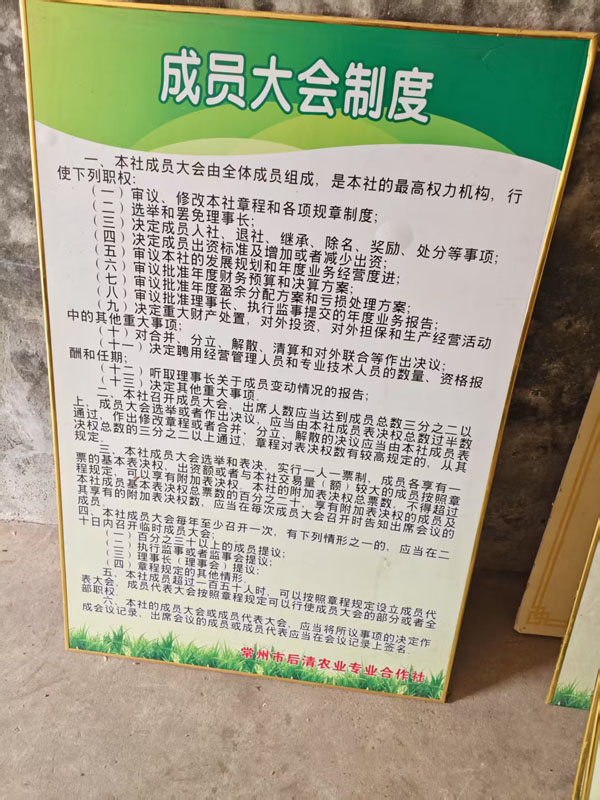 成员大会制度
一、本社成员大会由全体成员组成，是本社的最高权力机构，行
使下列职权：
（一）审议、修改本社章程和各项规章制度；
（二）选举和罢免理事长；
（三）决定成员入社、退社、继承、除名、奖励、处分等事项；
（四）决定成员出资标准及增加或者减少出资；
（五）审议本社的发展规划和年度业务经营度进；
（六）审议批准年度财务预算和决算方案；
（七）审议批准年度盈余分配方案和亏损处理方案；
（八）审议批准理事长、执行监事提交的年度业务报告；
（九）决定重大财产处置，对外投资，对外担保和生产经营活动
中的其他重大事项；
（十）对合并、分立、解散、清算和对外联合等作出决议；
（十一）决定聘用经营管理人员和专业技术人员的数量、资格报
酬和任期；
（十二）听取理事长关于成员变动情况的报告；
（十三）决定其他重大事项.
二、本社召开成员大会，出席人数应当达到成员总数三分之二以
上，成员大会选举或者作出决议，应当由本社成员表决权总数过半数
通过，作出修改章程或者合并、分立、解散的决议应当由本社成员表
决权总数的三分之二以上通过，章程对表决权数有较高规定的，从其
规定.
三、本社成员大会选举和表决，实行一人一票制，成员各享有一
票的基本表决权，出资额或者与本社交易量（额）较大的成员按照章
程规定，可以享有附加表决权，本社的附加表决权总票数，不得超过
本社成员基本表决权总票数的百分之二十，享有附加表决权的成员及
其享有的附加表决权数，应当在每次成员大会召开时告知出席会议的
成员.
四、本社成员大会每年至少召开一次，有下列情形之一的，应当在二
十日内召开临时成员大会；
（一）百分之三十以上的成员提议；
（二）执行监事或者监事会提议；
（三）理事长（理事会）提议；
（四）章程规定的其他情形.
五、本社成员超过一百五十人时，可以按照章程规定设立成员代
表大会，成员代表大会按照章程规定可以行使成员大会的部分或者全
部职权.
六、本社的成员大会或成员代表大会，应当将所议事项的决定作
成会议记录，出席会议的成员或成员代表应当在会议记录上签名.
常州市后清农业专业合作社